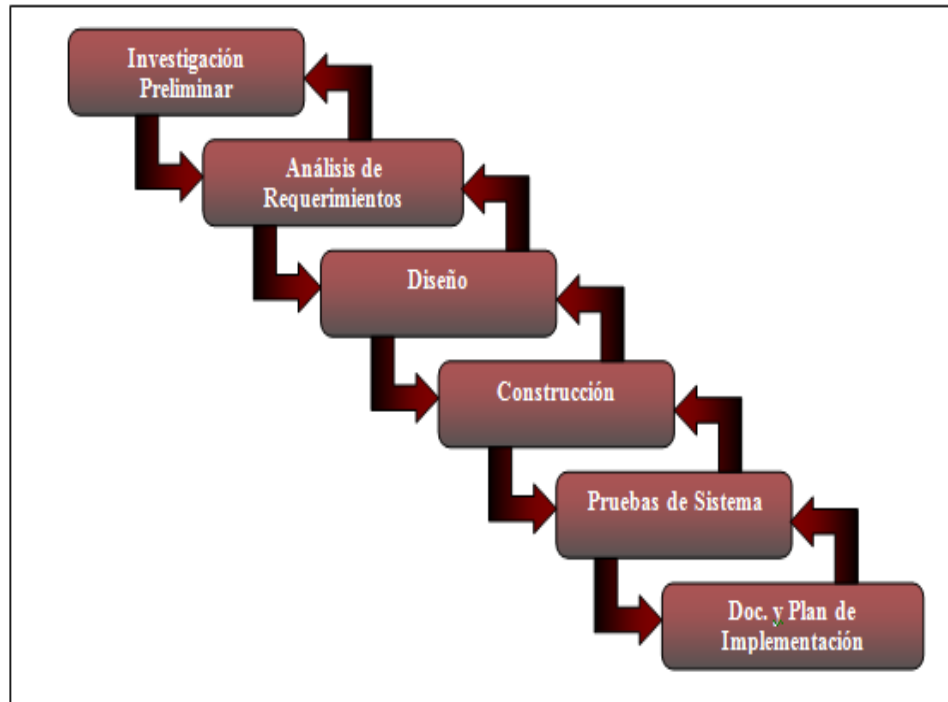 Investigación
Preliminar
Análisis de
Requerimientos
Diseño
Construcción
Pruebas de Sistema
Doc. y Plan de
Implementación